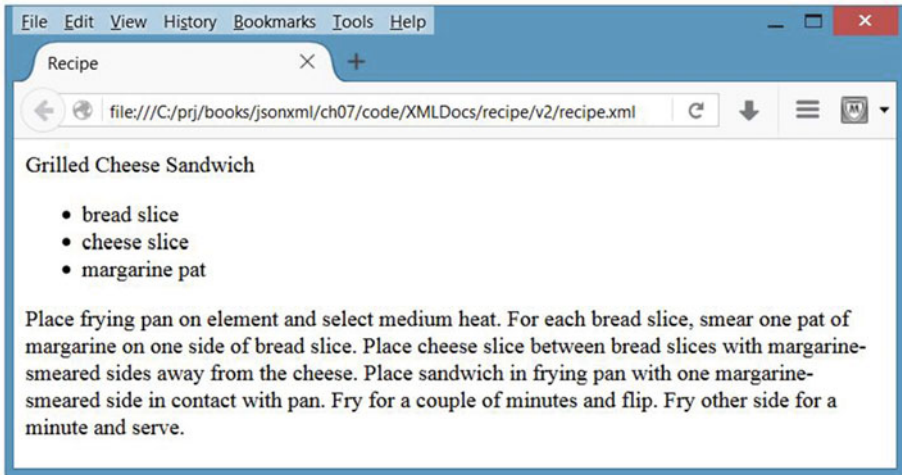 File Edit View History Bookmarks Tools Help
Recipe
file:///C:/prj/books/jsonxml/ch07/code/XMLDocs/recipe/v2/recipe.xml
Grilled Cheese Sandwich
• bread slice
• cheese slice
• margarine pat
Place frying pan on element and select medium heat. For each bread slice, smear one pat of
margarine on one side of bread slice. Place cheese slice between bread slices with margarine-
smeared sides away from the cheese. Place sandwich in frying pan with one margarine-
smeared side in contact with pan. Fry for a couple of minutes and flip. Fry other side for a
minute and serve.